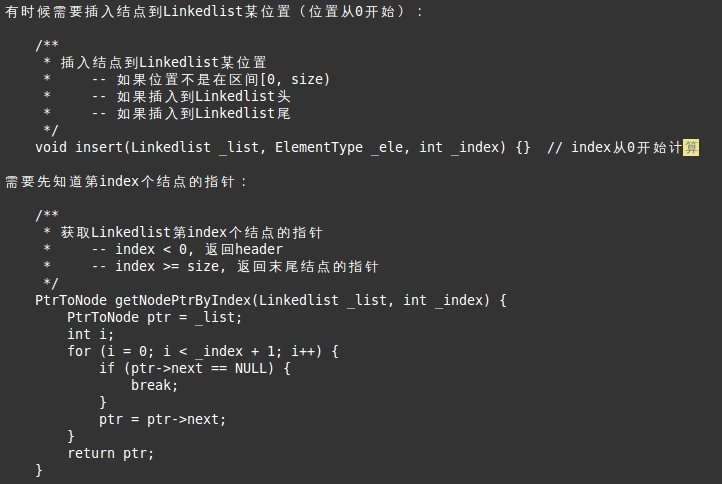 有时候需要插入结点到Linkedlist某位置（位置从0开始）：
/**
 * 插入结点到Linkedlist某位置
 *     -- 如果位置不是在区间[0, size)
 *     -- 如果插入到Linkedlist头
 *     -- 如果插入到Linkedlist尾
 */
void insert(Linkedlist _list, ElementType _ele, int _index) {}  // index从0开始计算
需要先知道第index个结点的指针：
/**
 * 获取Linkedlist第index个结点的指针
 *     -- index < 0, 返回header
 *     -- index >= size, 返回末尾结点的指针
 */
PtrToNode getNodePtrByIndex(Linkedlist _list, int _index) {
    PtrToNode ptr = _list;
    int i;
    for (i = 0; i < _index + 1; i++) {
        if (ptr->next == NULL) {
            break;
        }
        ptr = ptr->next;
    }
    return ptr;
}